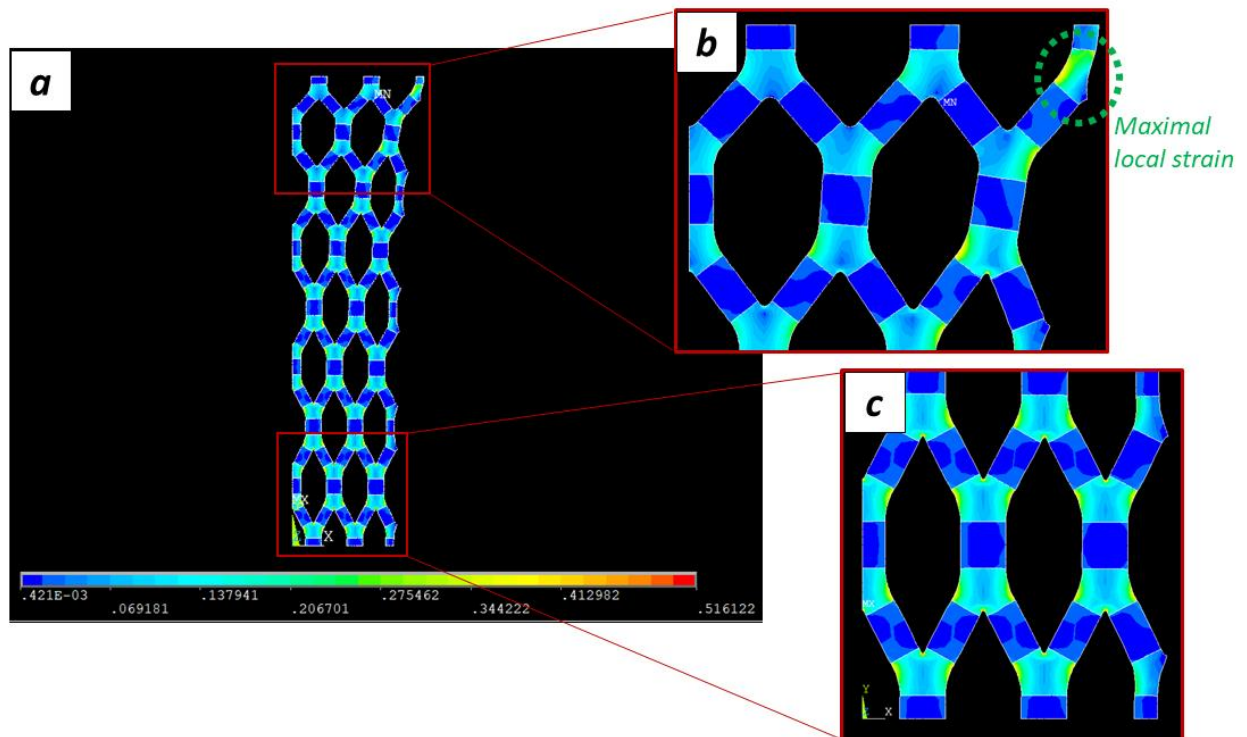 a
MN
MX
X
.421E-03 .137941 .275462 .412982
.069181 .206701 .344222 .516122
b
MN
Maximal
local strain
c
MX
Y
X